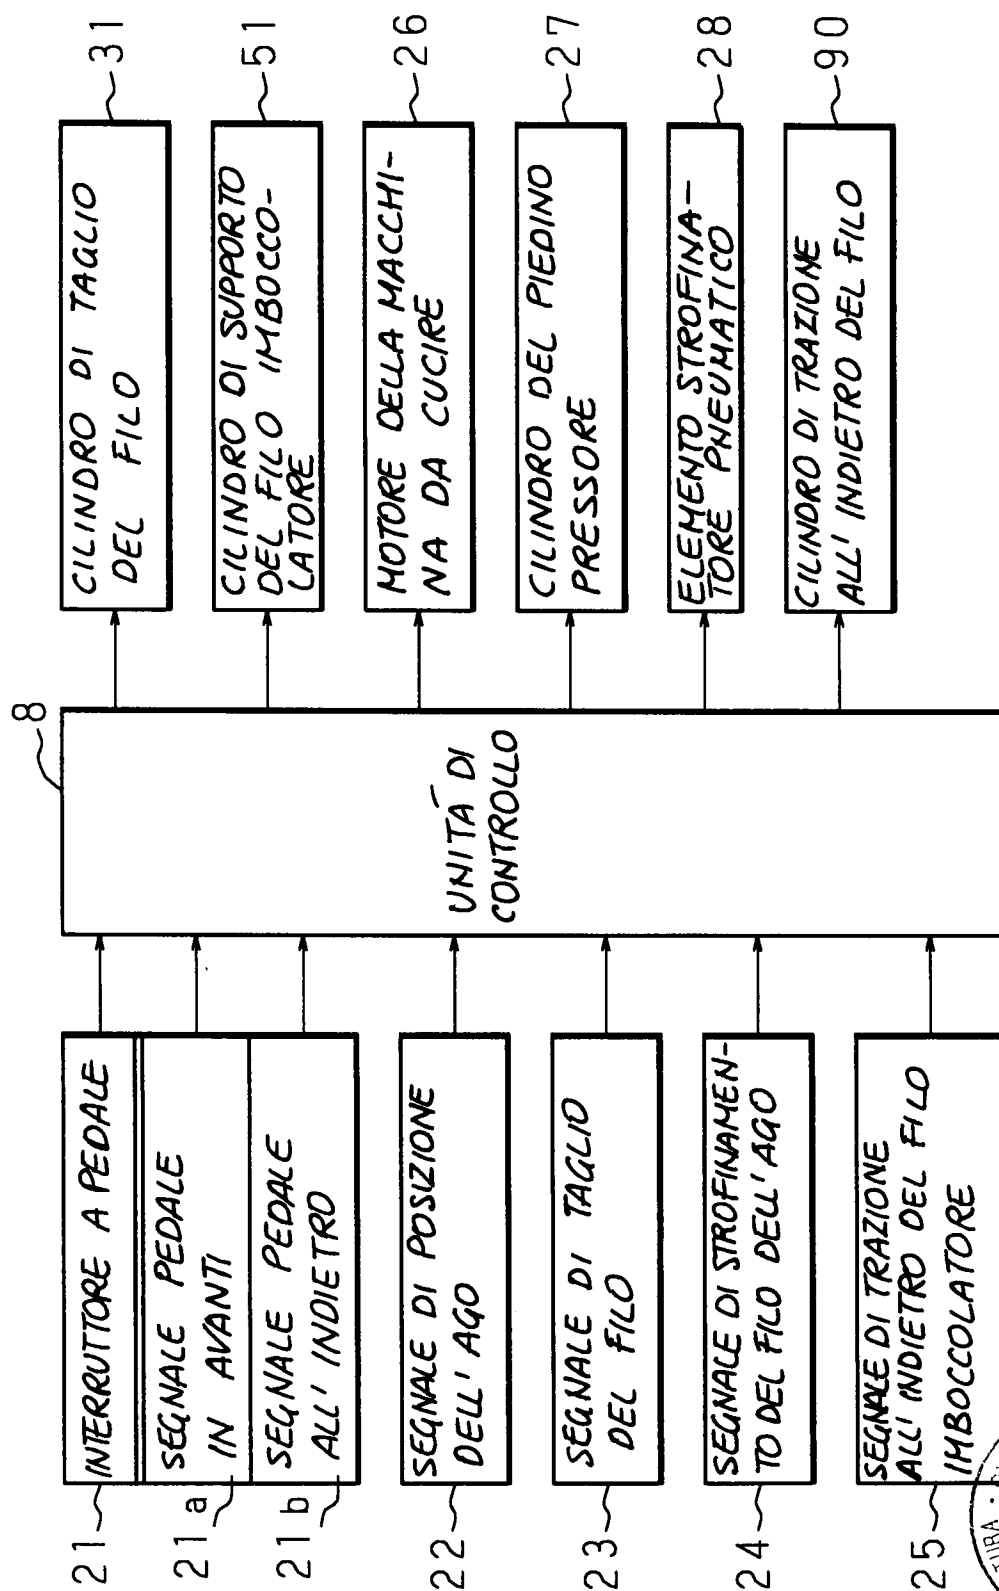 21
INTERRUTTORE A PEDALE
21a
SEGNALE PEDALE
IN AVANTI
21b
SEGNALE PEDALE
ALL' INDIETRO
22
SEGNALE DI POSIZIONE
DELL' AGO
23
SEGNALE DI TAGLIO
DEL FILO
24
SEGNALE DI STROFINAMEN-
TO DEL FILO DELL'AGO
25
SEGNALE DI TRAZIONE
ALL' INDIETRO DEL FILO
IMBOCCOLATORE
8
UNITÁ DI
CONTROLLO
CILINDRO DI TAGLIO
DEL FILO
31
CILINDRO DI SUPPORTO
DEL FILO IMBOCCO-
LATORE
51
MOTORE DELLA MACCHI-
NA DA CUCIRE
26
CILINDRO DEL PIEDINO
PRESSORE
27
ELEMENTO STROFINA-
TORE PNEUMATICO
28
CILINDRO DI TRAZIONE
ALL' INDIETRO DEL FILO
90